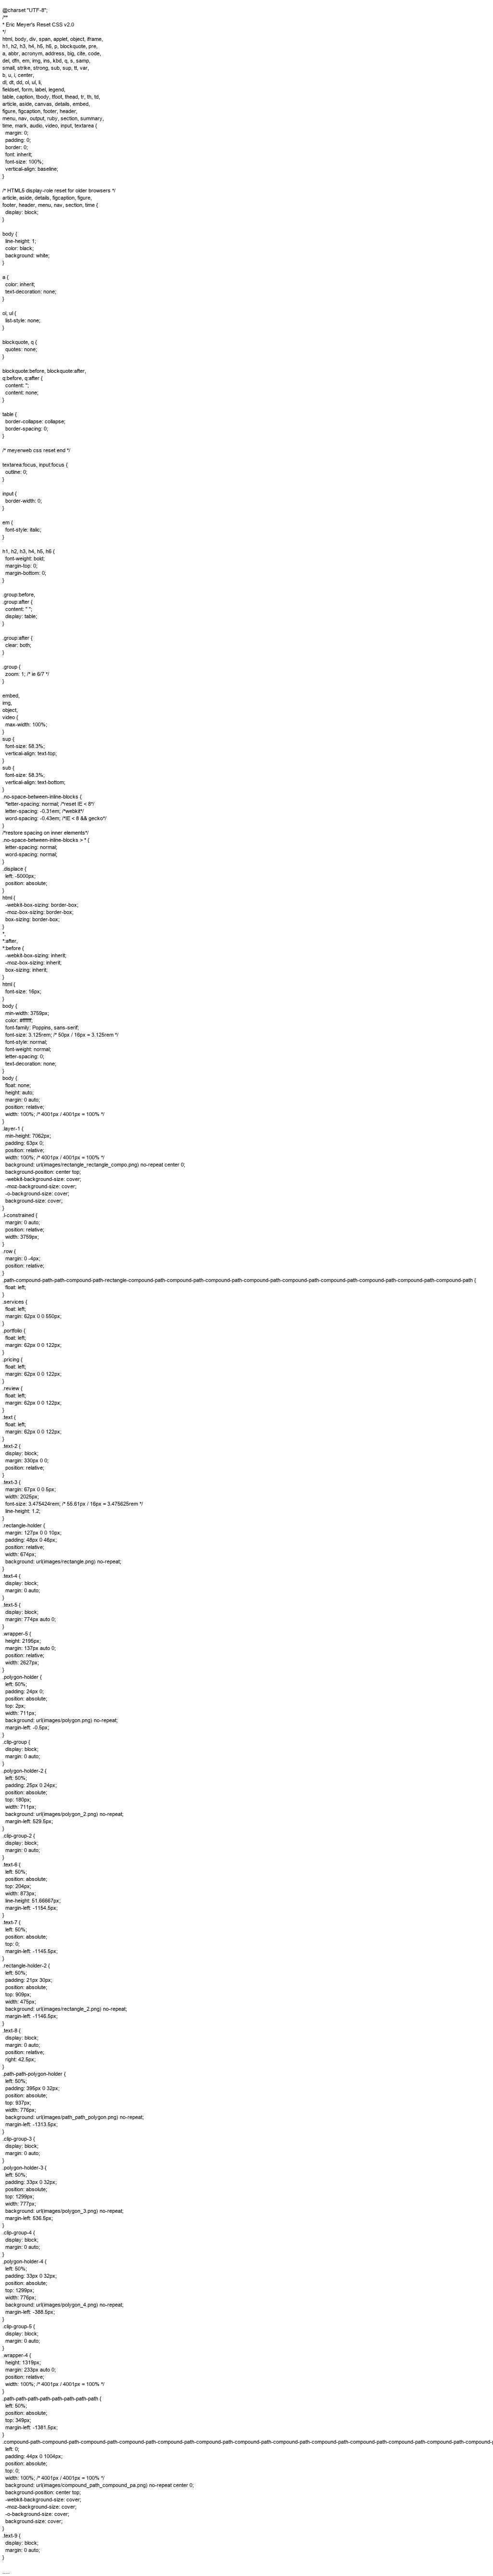 @charset "UTF-8";
/**
* Eric Meyer's Reset CSS v2.0
*/
html, body, div, span, applet, object, iframe,
h1, h2, h3, h4, h5, h6, p, blockquote, pre,
a, abbr, acronym, address, big, cite, code,
del, dfn, em, img, ins, kbd, q, s, samp,
small, strike, strong, sub, sup, tt, var,
b, u, i, center,
dl, dt, dd, ol, ul, li,
fieldset, form, label, legend,
table, caption, tbody, tfoot, thead, tr, th, td,
article, aside, canvas, details, embed,
figure, figcaption, footer, header,
menu, nav, output, ruby, section, summary,
time, mark, audio, video, input, textarea {
margin: 0;
padding: 0;
border: 0;
font: inherit;
font-size: 100%;
vertical-align: baseline;
}
/* HTML5 display-role reset for older browsers */
article, aside, details, figcaption, figure,
footer, header, menu, nav, section, time {
display: block;
}
body {
line-height: 1;
color: black;
background: white;
}
a {
color: inherit;
text-decoration: none;
}
ol, ul {
list-style: none;
}
blockquote, q {
quotes: none;
}
blockquote:before, blockquote:after,
q:before, q:after {
content: '';
content: none;
}
table {
border-collapse: collapse;
border-spacing: 0;
}
/* meyerweb css reset end */
textarea:focus, input:focus {
outline: 0;
}
input {
border-width: 0;
}
em {
font-style: italic;
}
h1, h2, h3, h4, h5, h6 {
font-weight: bold;
margin-top: 0;
margin-bottom: 0;
}
.group:before,
.group:after {
content: " ";
display: table;
}
.group:after {
clear: both;
}
.group {
zoom: 1; /* ie 6/7 */
}
embed,
img,
object,
video {
max-width: 100%;
}
sup {
font-size: 58.3%;
vertical-align: text-top;
}
sub {
font-size: 58.3%;
vertical-align: text-bottom;
}
.no-space-between-inline-blocks {
*letter-spacing: normal; /*reset IE < 8*/
letter-spacing: -0.31em; /*webkit*/
word-spacing: -0.43em; /*IE < 8 && gecko*/
}
/*restore spacing on inner elements*/
.no-space-between-inline-blocks > * {
letter-spacing: normal;
word-spacing: normal;
}
.displace {
left: -5000px;
position: absolute;
}
html {
-webkit-box-sizing: border-box;
-moz-box-sizing: border-box;
box-sizing: border-box;
}
*,
*:after,
*:before {
-webkit-box-sizing: inherit;
-moz-box-sizing: inherit;
box-sizing: inherit;
}
html {
font-size: 16px;
}
body {
min-width: 3759px;
color: #ffffff;
font-family: Poppins, sans-serif;
font-size: 3.125rem; /* 50px / 16px = 3.125rem */
font-style: normal;
font-weight: normal;
letter-spacing: 0;
text-decoration: none;
}
body {
float: none;
height: auto;
margin: 0 auto;
position: relative;
width: 100%; /* 4001px / 4001px = 100% */
}
.layer-1 {
min-height: 7062px;
padding: 63px 0;
position: relative;
width: 100%; /* 4001px / 4001px = 100% */
background: url(images/rectangle_rectangle_compo.png) no-repeat center 0;
background-position: center top;
-webkit-background-size: cover;
-moz-background-size: cover;
-o-background-size: cover;
background-size: cover;
}
.l-constrained {
margin: 0 auto;
position: relative;
width: 3759px;
}
.row {
margin: 0 -4px;
position: relative;
}
.path-compound-path-path-compound-path-rectangle-compound-path-compound-path-compound-path-compound-path-compound-path-compound-path-compound-path-compound-path-compound-path {
float: left;
}
.services {
float: left;
margin: 62px 0 0 550px;
}
.portfolio {
float: left;
margin: 62px 0 0 122px;
}
.pricing {
float: left;
margin: 62px 0 0 122px;
}
.review {
float: left;
margin: 62px 0 0 122px;
}
.text {
float: left;
margin: 62px 0 0 122px;
}
.text-2 {
display: block;
margin: 330px 0 0;
position: relative;
}
.text-3 {
margin: 67px 0 0 5px;
width: 2025px;
font-size: 3.475424rem; /* 55.61px / 16px = 3.475625rem */
line-height: 1.2;
}
.rectangle-holder {
margin: 127px 0 0 10px;
padding: 48px 0 46px;
position: relative;
width: 674px;
background: url(images/rectangle.png) no-repeat;
}
.text-4 {
display: block;
margin: 0 auto;
}
.text-5 {
display: block;
margin: 774px auto 0;
}
.wrapper-5 {
height: 2195px;
margin: 137px auto 0;
position: relative;
width: 2627px;
}
.polygon-holder {
left: 50%;
padding: 24px 0;
position: absolute;
top: 2px;
width: 711px;
background: url(images/polygon.png) no-repeat;
margin-left: -0.5px;
}
.clip-group {
display: block;
margin: 0 auto;
}
.polygon-holder-2 {
left: 50%;
padding: 25px 0 24px;
position: absolute;
top: 180px;
width: 711px;
background: url(images/polygon_2.png) no-repeat;
margin-left: 529.5px;
}
.clip-group-2 {
display: block;
margin: 0 auto;
}
.text-6 {
left: 50%;
position: absolute;
top: 204px;
width: 873px;
line-height: 51.66667px;
margin-left: -1154.5px;
}
.text-7 {
left: 50%;
position: absolute;
top: 0;
margin-left: -1145.5px;
}
.rectangle-holder-2 {
left: 50%;
padding: 21px 30px;
position: absolute;
top: 909px;
width: 475px;
background: url(images/rectangle_2.png) no-repeat;
margin-left: -1146.5px;
}
.text-8 {
display: block;
margin: 0 auto;
position: relative;
right: 42.5px;
}
.path-path-polygon-holder {
left: 50%;
padding: 395px 0 32px;
position: absolute;
top: 937px;
width: 776px;
background: url(images/path_path_polygon.png) no-repeat;
margin-left: -1313.5px;
}
.clip-group-3 {
display: block;
margin: 0 auto;
}
.polygon-holder-3 {
left: 50%;
padding: 33px 0 32px;
position: absolute;
top: 1299px;
width: 777px;
background: url(images/polygon_3.png) no-repeat;
margin-left: 536.5px;
}
.clip-group-4 {
display: block;
margin: 0 auto;
}
.polygon-holder-4 {
left: 50%;
padding: 33px 0 32px;
position: absolute;
top: 1299px;
width: 776px;
background: url(images/polygon_4.png) no-repeat;
margin-left: -388.5px;
}
.clip-group-5 {
display: block;
margin: 0 auto;
}
.wrapper-4 {
height: 1319px;
margin: 233px auto 0;
position: relative;
width: 100%; /* 4001px / 4001px = 100% */
}
.path-path-path-path-path-path-path-path {
left: 50%;
position: absolute;
top: 349px;
margin-left: -1381.5px;
}
.compound-path-compound-path-compound-path-compound-path-compound-path-compound-path-compound-path-compound-path-compound-path-compound-path-compound-path-compound-path-compound-p
left: 0;
padding: 44px 0 1004px;
position: absolute;
top: 0;
width: 100%; /* 4001px / 4001px = 100% */
background: url(images/compound_path_compound_pa.png) no-repeat center 0;
background-position: center top;
-webkit-background-size: cover;
-moz-background-size: cover;
-o-background-size: cover;
background-size: cover;
}
.text-9 {
display: block;
margin: 0 auto;
}
......